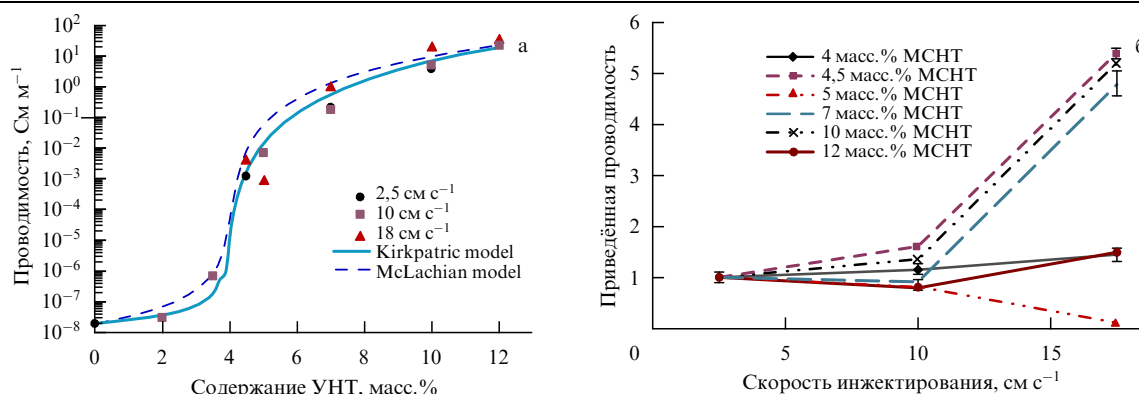 10²
10¹
10⁰
10⁻¹
10⁻²
10⁻³
10⁻⁴
10⁻⁵
10⁻⁶
10⁻⁷
10⁻⁸
Проводимость, См м⁻¹
а
2,5 см с⁻¹
10 см с⁻¹
18 см с⁻¹
Kirkpatric model
McLachian model
0 2 4 6 8 10 12
Содержание УНТ, масс.%
6
5
4
3
2
1
0
Приведённая проводимость
б
4 масс.% МСНТ
4,5 масс.% МСНТ
5 масс.% МСНТ
7 масс.% МСНТ
10 масс.% МСНТ
12 масс.% МСНТ
5 10 15
Скорость инжектирования, см с⁻¹